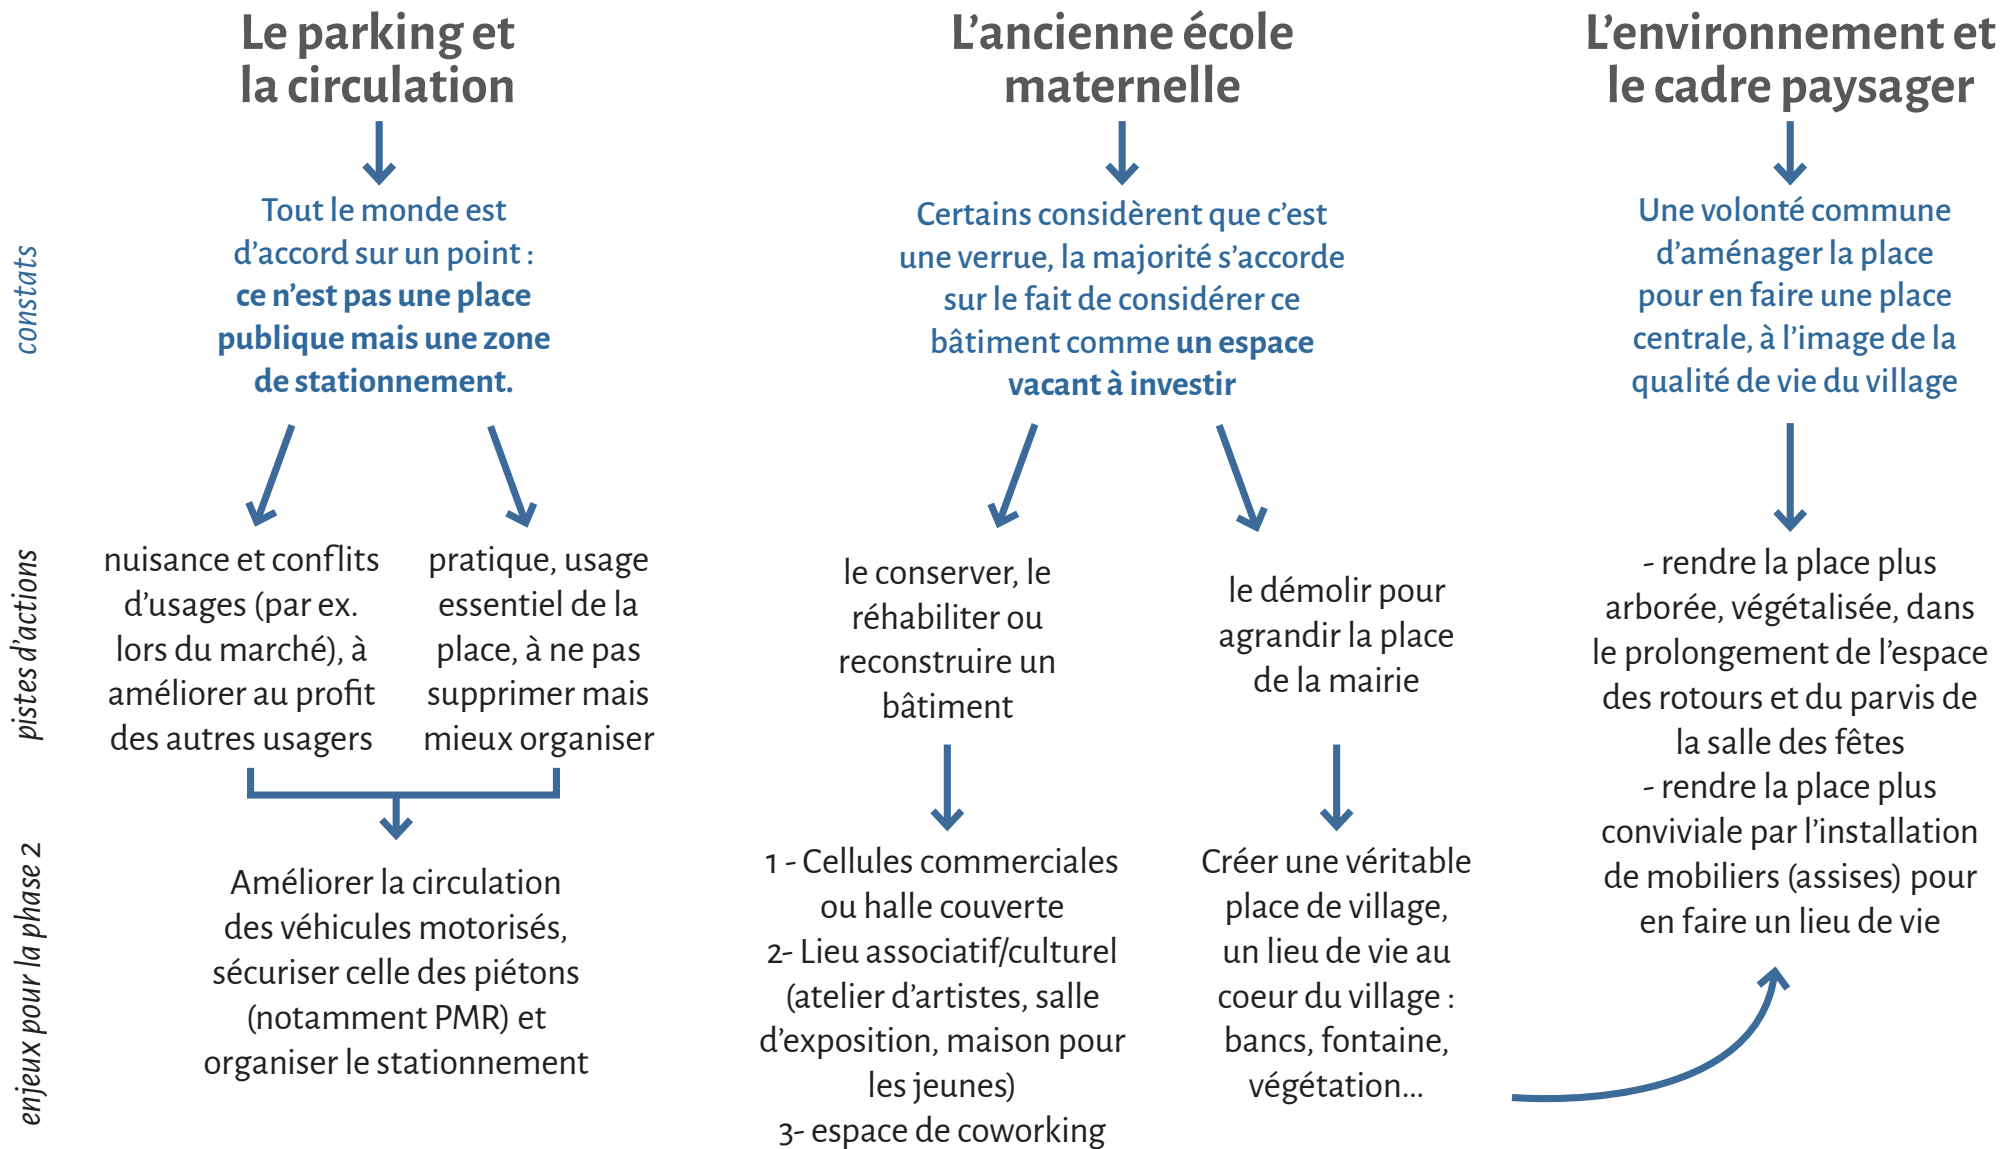 Le parking et
la circulation
L’ancienne école
maternelle
L’environnement et
le cadre paysager
constats
Tout le monde est
d’accord sur un point :
ce n’est pas une place
publique mais une zone
de stationnement.
Certains considèrent que c’est
une verrue, la majorité s’accorde
sur le fait de considérer ce
bâtiment comme un espace
vacant à investir
Une volonté commune
d’aménager la place
pour en faire une place
centrale, à l’image de la
qualité de vie du village
pistes d’actions
nuisance et conflits
d’usages (par ex.
lors du marché), à
améliorer au profit
des autres usagers
pratique, usage
essentiel de la
place, à ne pas
supprimer mais
mieux organiser
le conserver, le
réhabiliter ou
reconstruire un
bâtiment
le démolir pour
agrandir la place
de la mairie
- rendre la place plus
arborée, végétalisée, dans
le prolongement de l’espace
des rotours et du parvis de
la salle des fêtes
- rendre la place plus
conviviale par l’installation
de mobiliers (assises) pour
en faire un lieu de vie
enjeux pour la phase 2
Améliorer la circulation
des véhicules motorisés,
sécuriser celle des piétons
(notamment PMR) et
organiser le stationnement
1 - Cellules commerciales
ou halle couverte
2- Lieu associatif/culturel
(atelier d’artistes, salle
d’exposition, maison pour
les jeunes)
3- espace de coworking
Créer une véritable
place de village,
un lieu de vie au
coeur du village :
bancs, fontaine,
végétation...